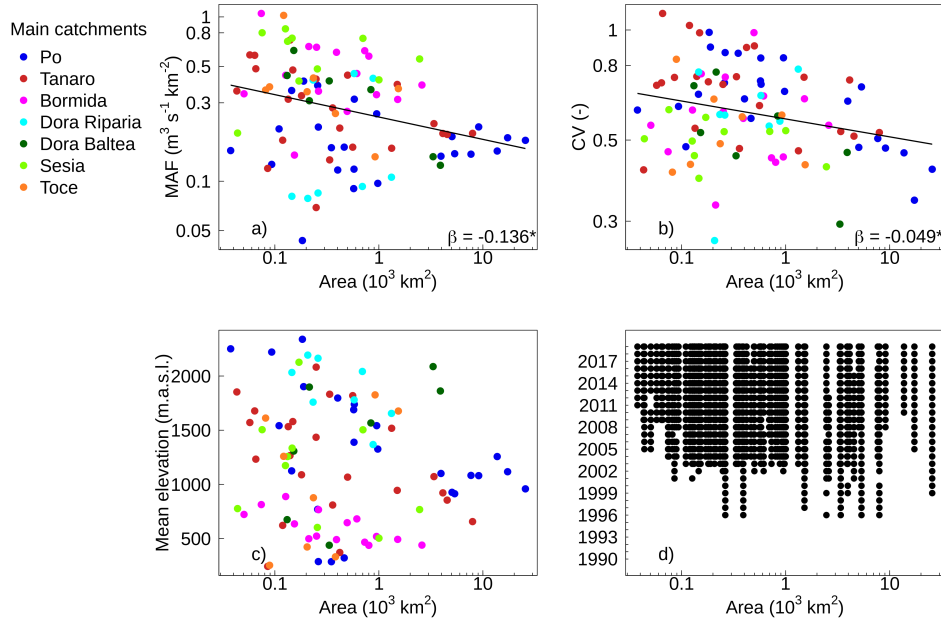 Main catchments
Po
Tanaro
Bormida
Dora Riparia
Dora Baltea
Sesia
Toce
MAF (m³ s⁻¹ km⁻²)
1
0.5
0.3
0.1
0.05
a)
β = -0.136*
0.1
1
10
Area (10³ km²)
CV (-)
1
0.8
0.5
0.3
b)
β = -0.049*
0.1
1
10
Area (10³ km²)
Mean elevation (m.a.s.l.)
2000
1500
1000
500
c)
0.1
1
10
Area (10³ km²)
2017
2014
2011
2008
2005
2002
1999
1996
1993
1990
d)
0.1
1
10
Area (10³ km²)